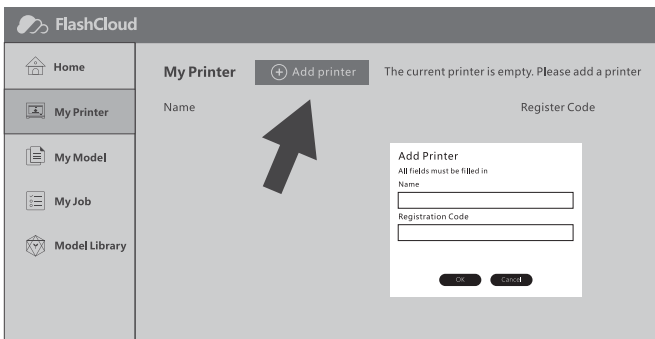 FlashCloud
Home
My Printer
My Model
My Job
Model Library
My Printer
Add printer
The current printer is empty. Please add a printer
Name
Register Code
Add Printer
All fields must be filled in
Name
Registration Code
OK
Cancel